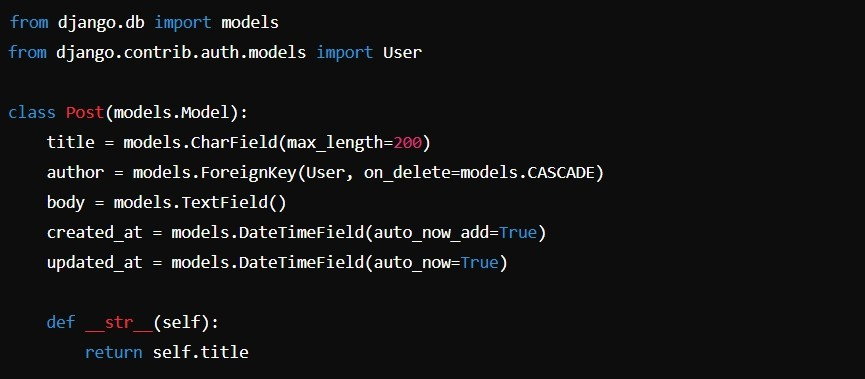 from django.db import models
from django.contrib.auth.models import User

class Post(models.Model):
    title = models.CharField(max_length=200)
    author = models.ForeignKey(User, on_delete=models.CASCADE)
    body = models.TextField()
    created_at = models.DateTimeField(auto_now_add=True)
    updated_at = models.DateTimeField(auto_now=True)

    def __str__(self):
        return self.title